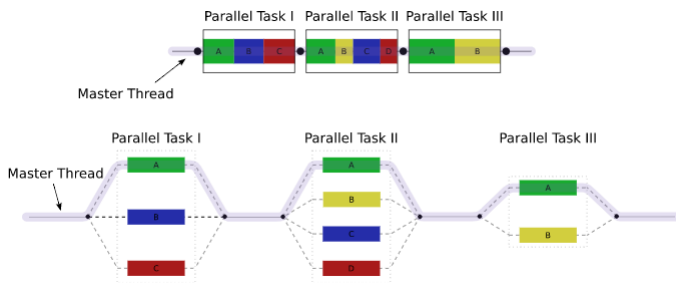 Parallel Task I Parallel Task II Parallel Task III
A B C A B C D A B
Master Thread
Parallel Task I Parallel Task II Parallel Task III
A A
Master Thread
B A
B
B C
C D